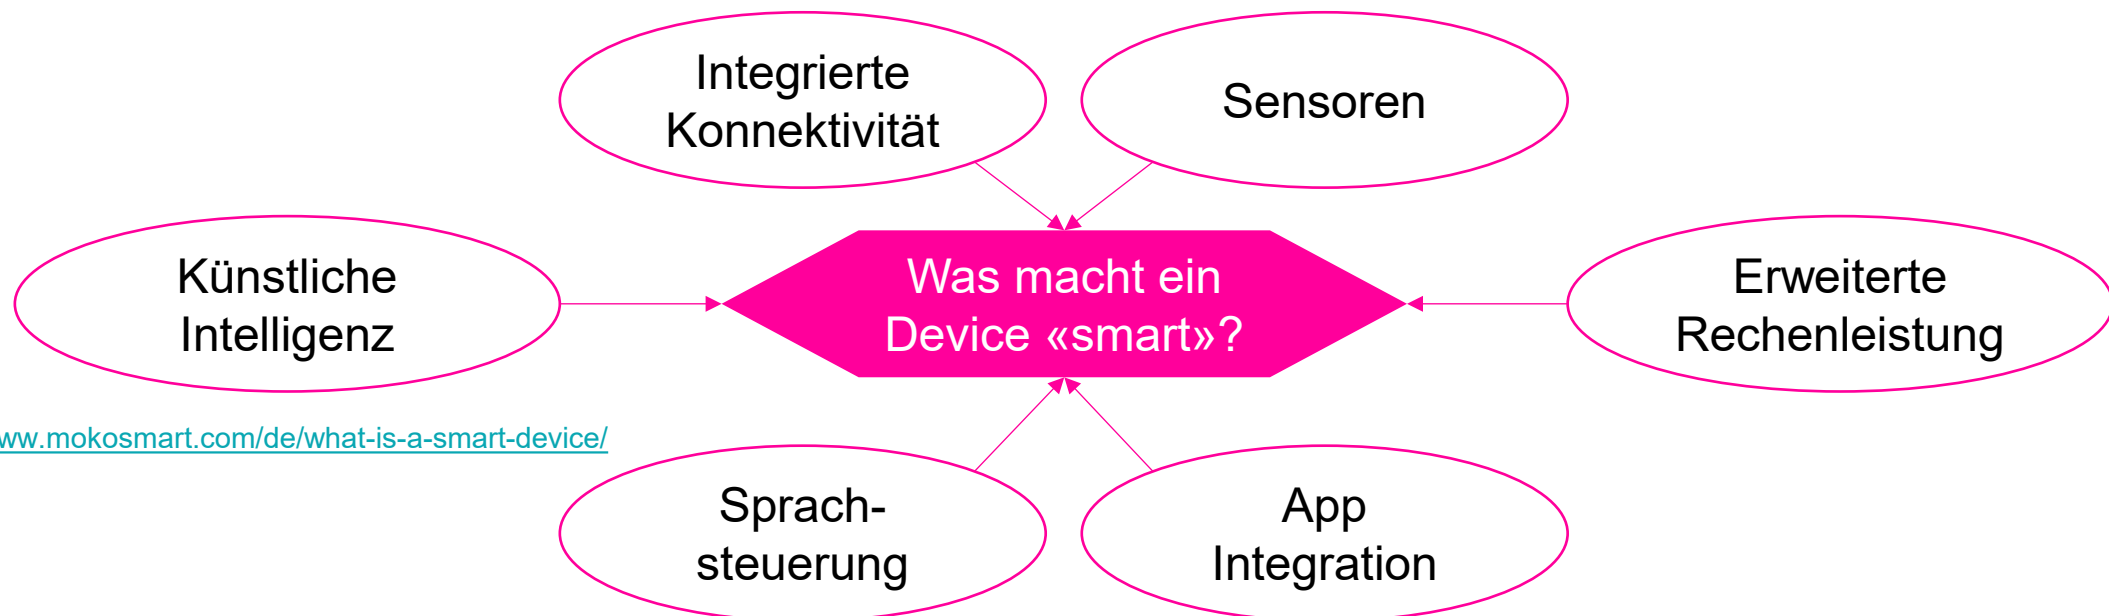 Integrierte
Konnektivität
Sensoren
Künstliche
Intelligenz
Was macht ein
Device «smart»?
Erweiterte
Rechenleistung
ww.mokosmart.com/de/what-is-a-smart-device/
Sprach-
steuerung
App
Integration